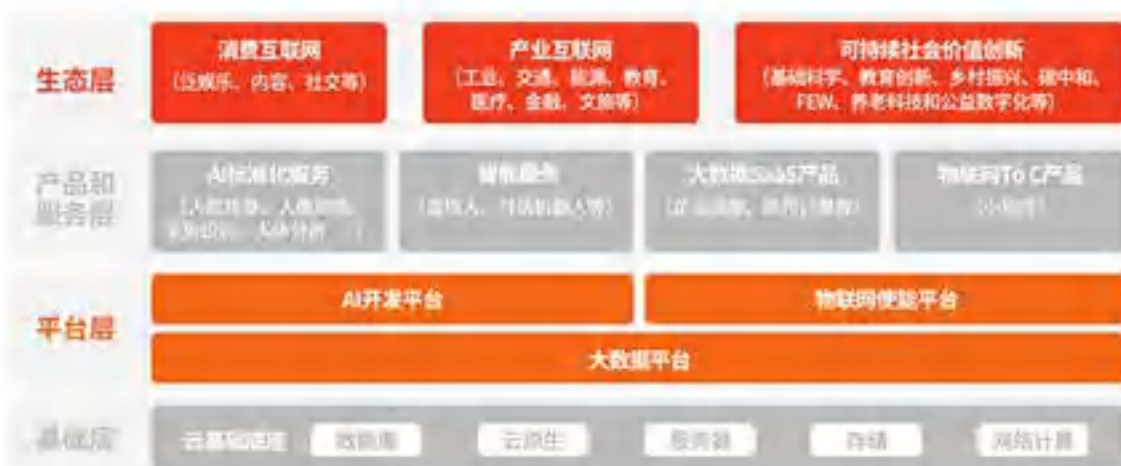 生态层
消费互联网
(泛娱乐、内容、社交等)
产业互联网
(工业、交通、能源、教育、
医疗、金融、文旅等)
可持续社会价值创新
(基础科学、教育创新、乡村振兴、碳中和、
FEW、养老科技和公益数字化等)
产品和
服务层
AI标准化服务
智能服务
大数据SaaS产品
物联网To C产品
平台层
AI开发平台
物联网使能平台
大数据平台
基础层
数据库
云原生
服务器
存储
网络计算